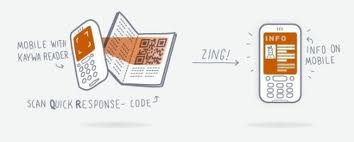 MOBILE WITH
KAYWA READER
SCAN QUICK RESPONSE- CODE
ZING!
INFO
INFO ON
MOBILE